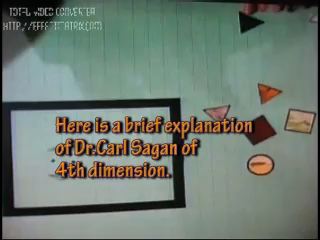 TOTAL VIDEO CONVERTER
HTTP://EFFECTMATRIX.COM
Here is a brief explanation
of Dr.Carl Sagan of
4th dimension.